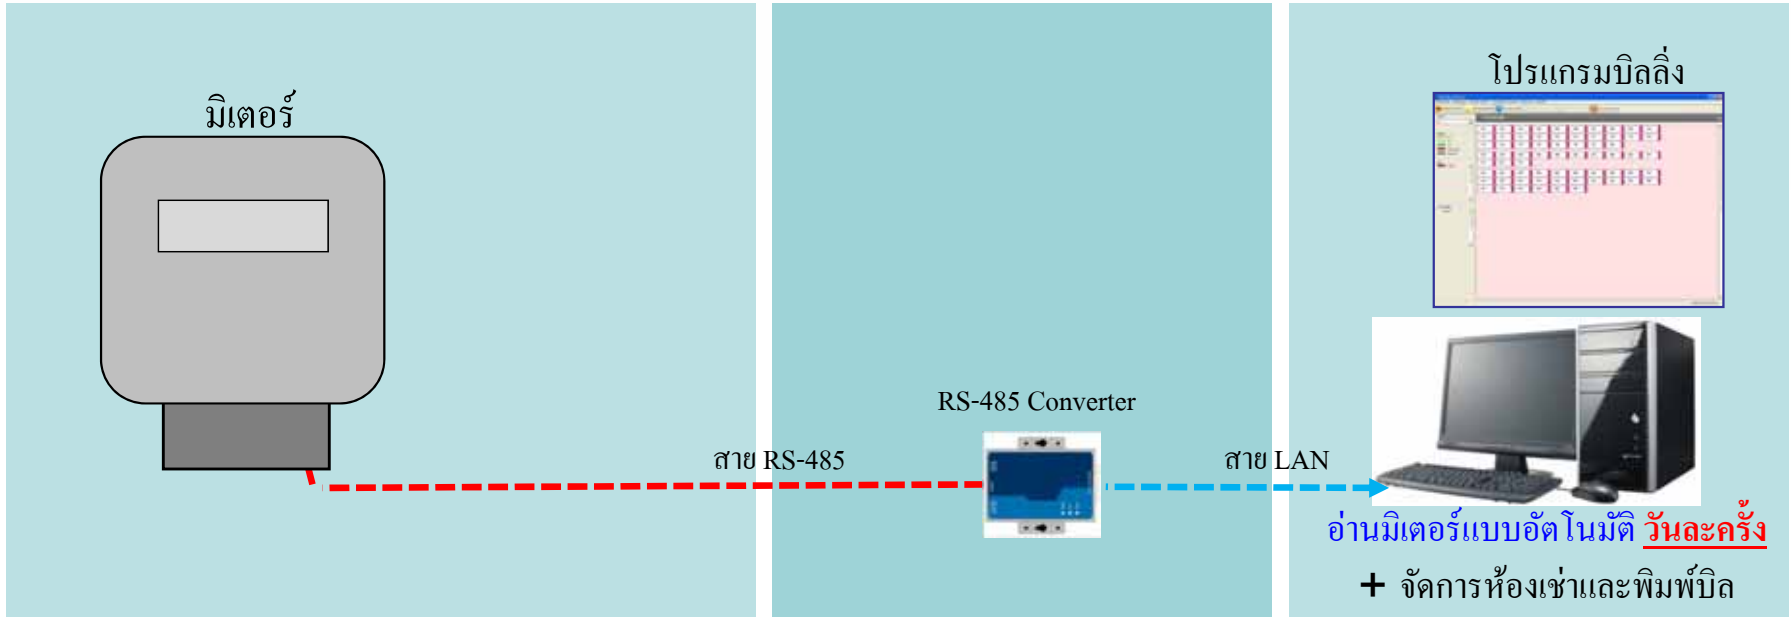 มิเตอร์
สาย RS-485
RS-485 Converter
สาย LAN
โปรแกรมบิลลิ่ง
อ่านมิเตอร์แบบอัตโนมัติ วันละครั้ง
+ จัดการห้องเช่าและพิมพ์บิล